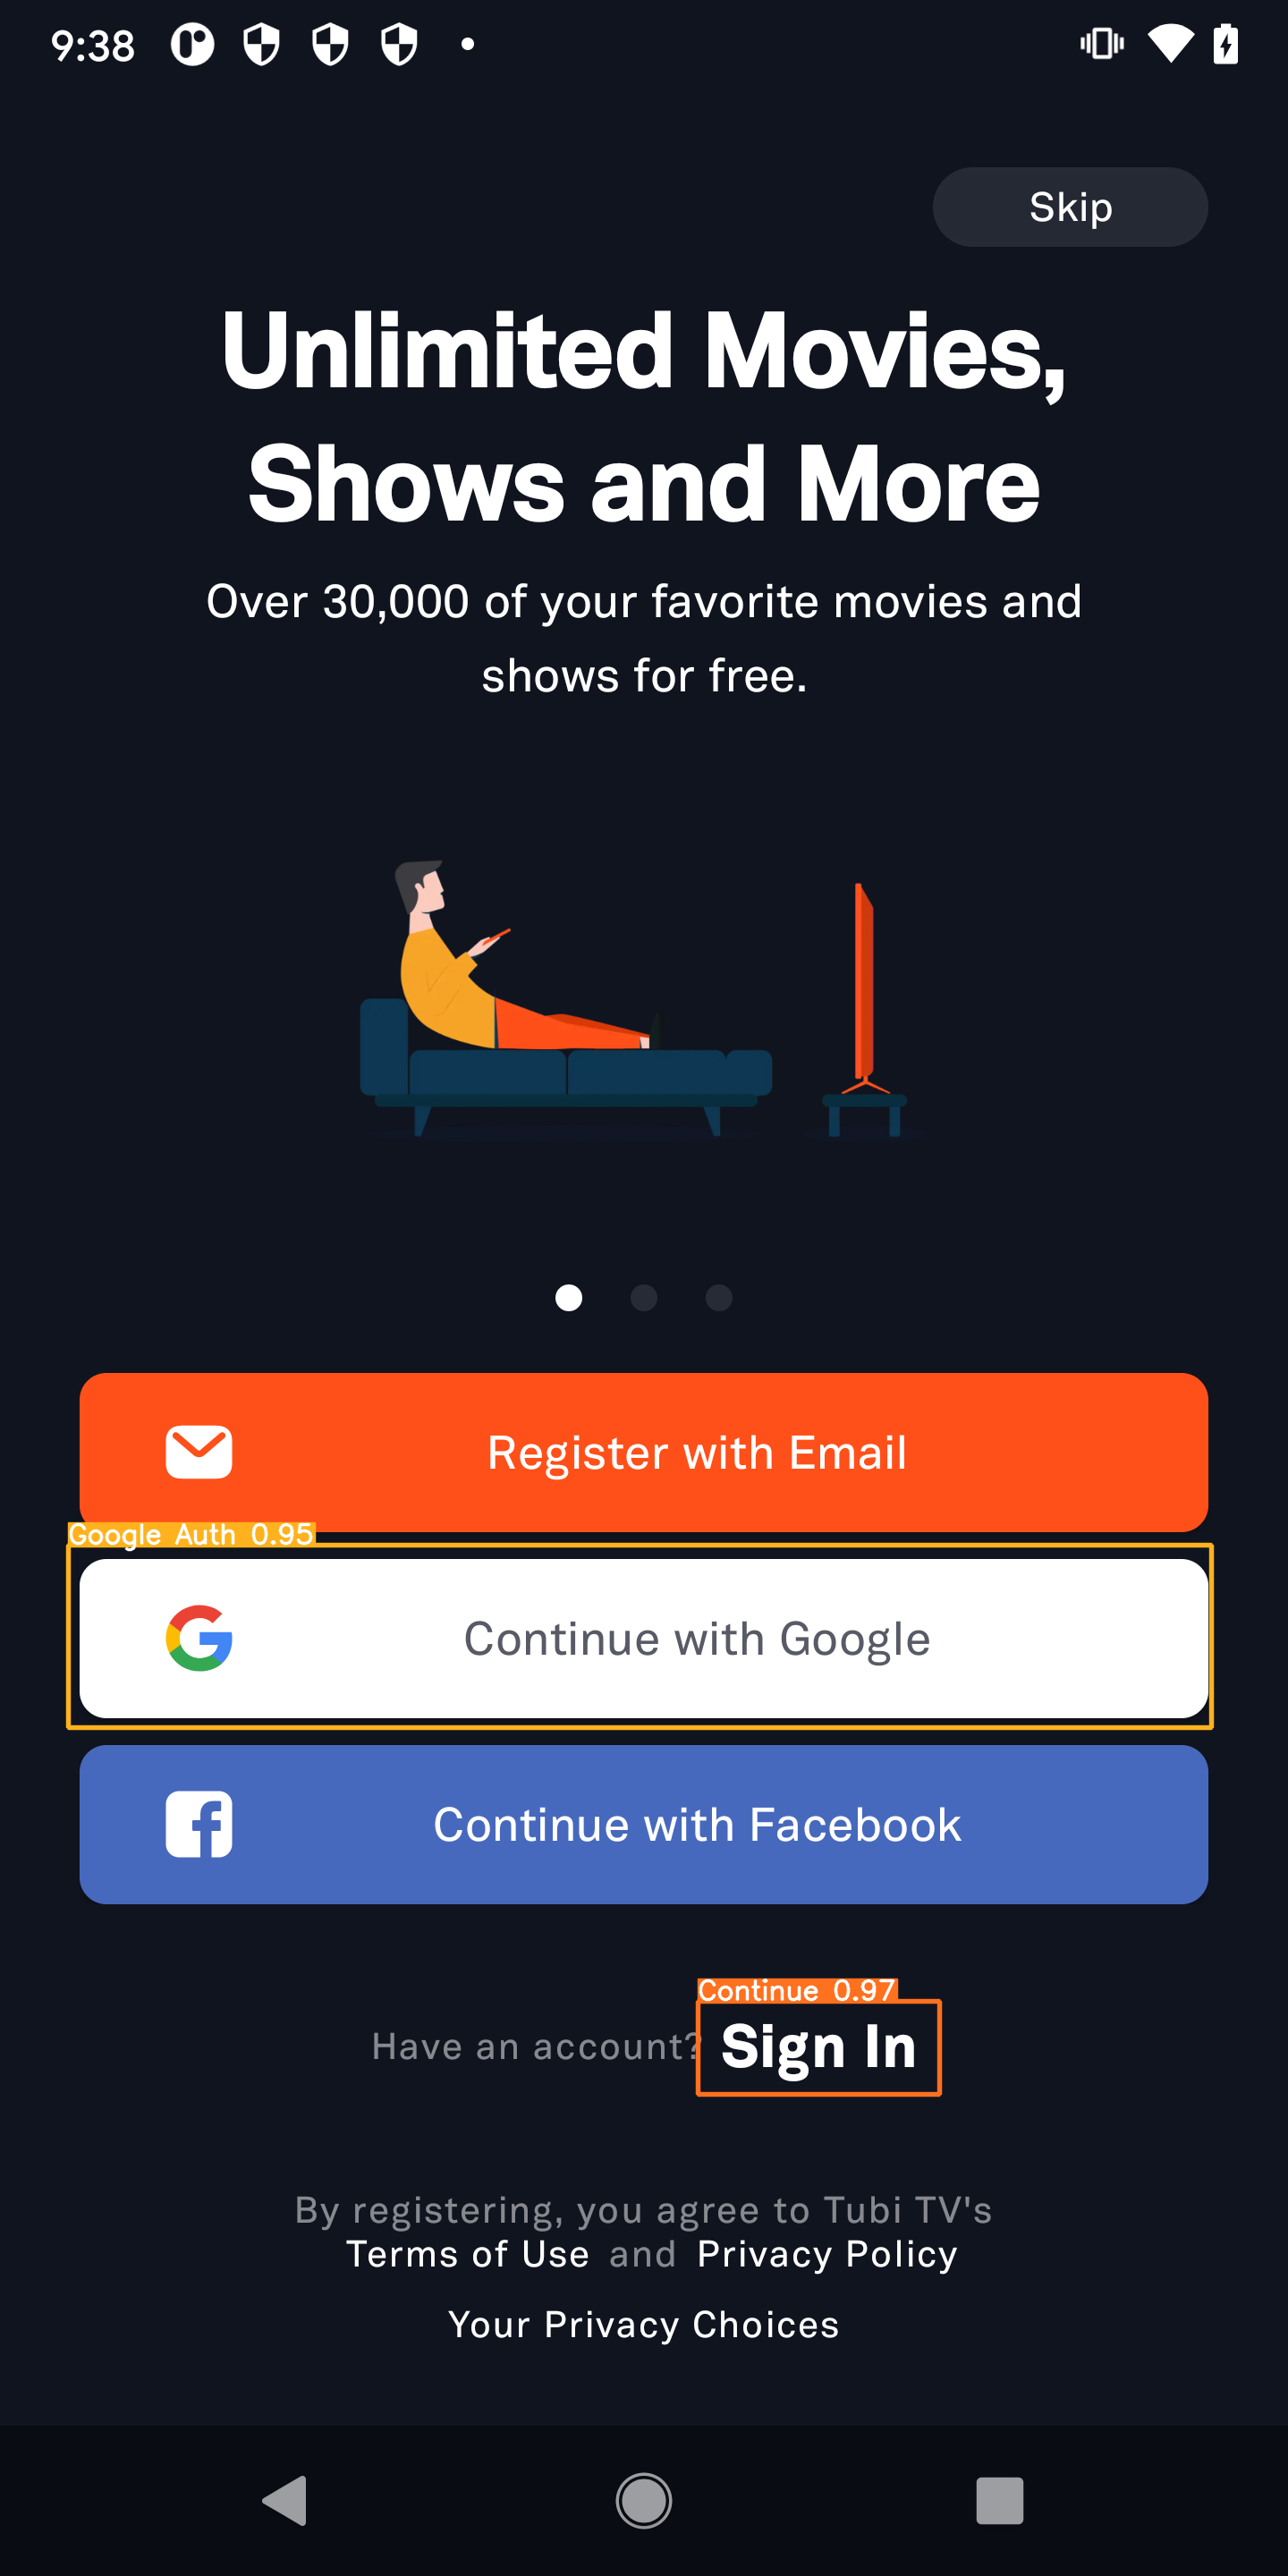 9:38
Skip
Unlimited Movies,
Shows and More
Over 30,000 of your favorite movies and
shows for free.
Register with Email
Google Auth 0.95
Continue with Google
Continue with Facebook
Continue 0.97
Have an account? Sign In
By registering, you agree to Tubi TV's
Terms of Use and Privacy Policy
Your Privacy Choices